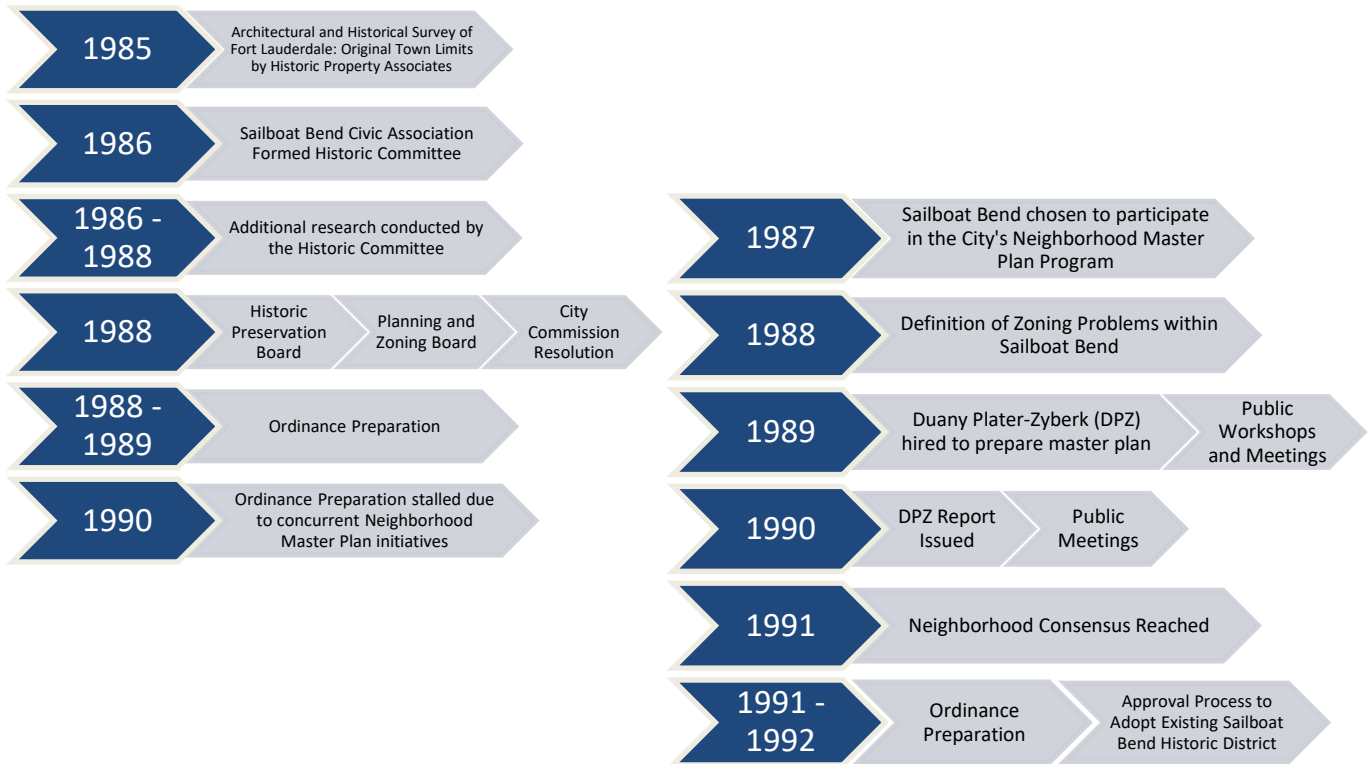 1985
Architectural and Historical Survey of
Fort Lauderdale: Original Town Limits
by Historic Property Associates
1986
Sailboat Bend Civic Association
Formed Historic Committee
1986 -
1988
Additional research conducted by
the Historic Committee
1988
Historic
Preservation
Board
Planning and
Zoning Board
City
Commission
Resolution
1988 -
1989
Ordinance Preparation
1990
Ordinance Preparation stalled due
to concurrent Neighborhood
Master Plan initiatives
1987
Sailboat Bend chosen to participate
in the City's Neighborhood Master
Plan Program
1988
Definition of Zoning Problems within
Sailboat Bend
1989
Duany Plater-Zyberk (DPZ)
hired to prepare master plan
Public
Workshops
and Meetings
1990
DPZ Report
Issued
Public
Meetings
1991
Neighborhood Consensus Reached
1991 -
1992
Ordinance
Preparation
Approval Process to
Adopt Existing Sailboat
Bend Historic District